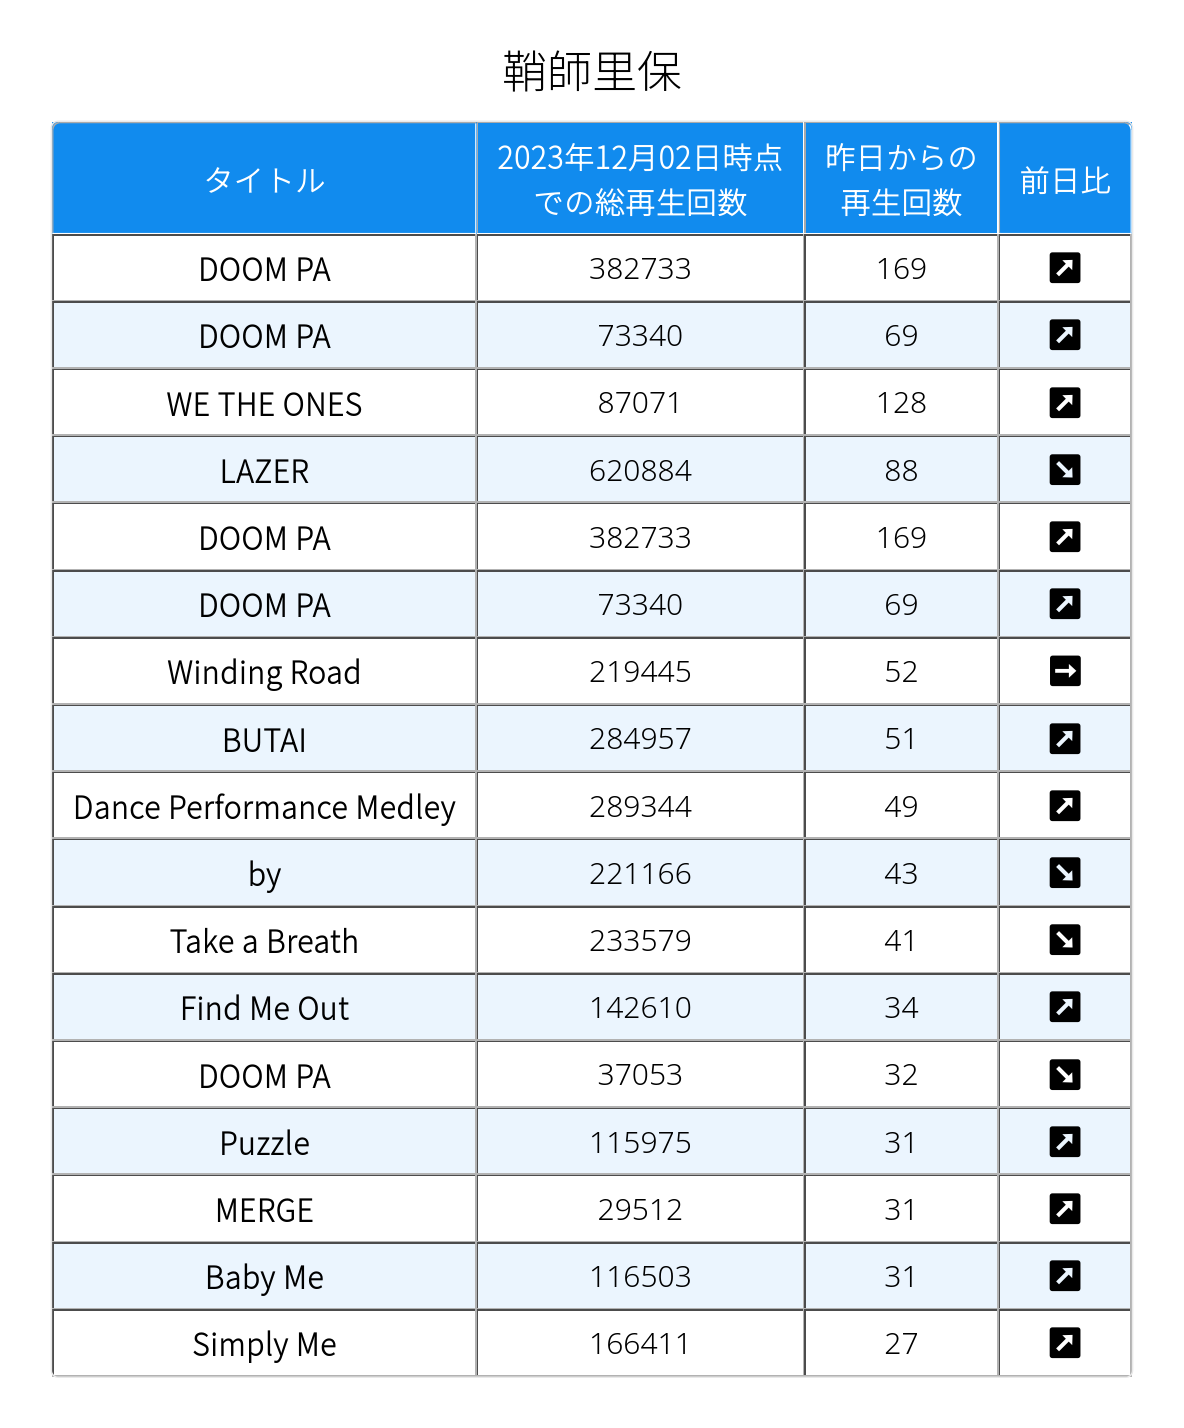 鞘師里保
タイトル 2023年12月02日時点 昨日からの 前日比
での総再生回数 再生回数
DOOM PA 382733 169 ↗
DOOM PA 73340 69 ↗
WE THE ONES 87071 128 ↗
LAZER 620884 88 ↘
DOOM PA 382733 169 ↗
DOOM PA 73340 69 ↗
Winding Road 219445 52 →
BUTAI 284957 51 ↗
Dance Performance Medley 289344 49 ↗
by 221166 43 ↘
Take a Breath 233579 41 ↘
Find Me Out 142610 34 ↗
DOOM PA 37053 32 ↘
Puzzle 115975 31 ↗
MERGE 29512 31 ↗
Baby Me 116503 31 ↗
Simply Me 166411 27 ↗